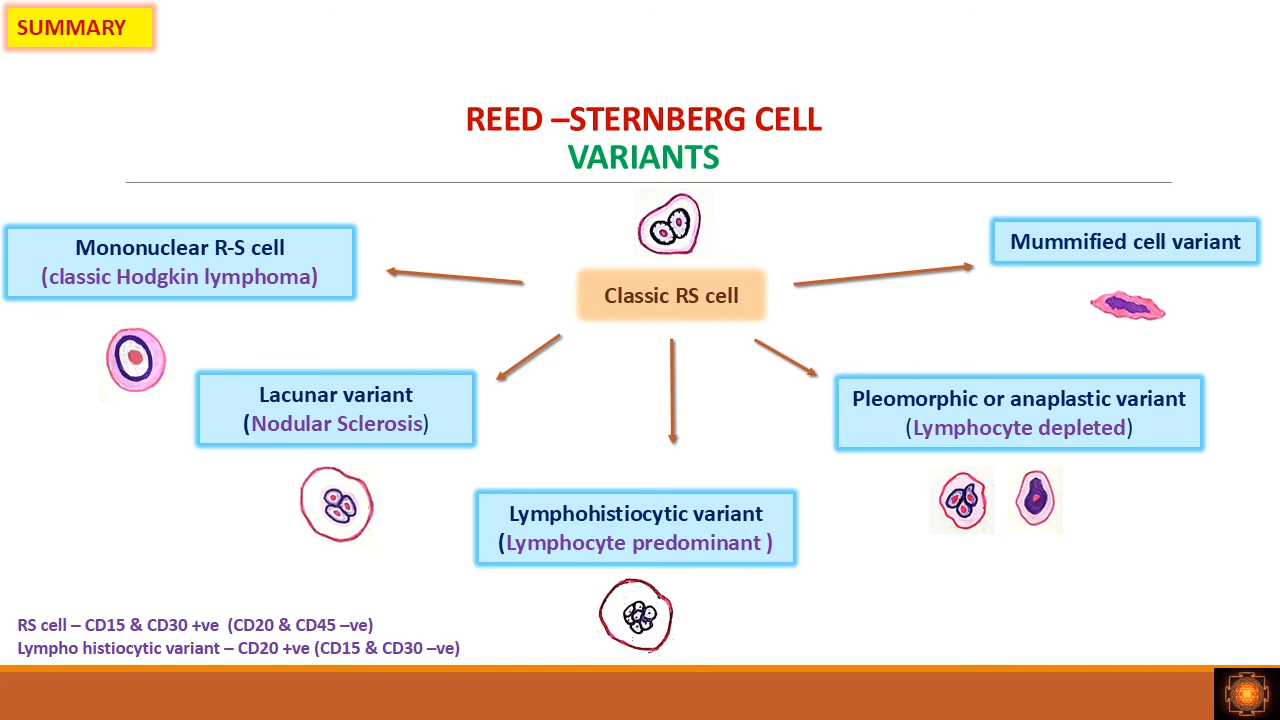 SUMMARY
REED –STERNBERG CELL
VARIANTS
Mononuclear R-S cell
(classic Hodgkin lymphoma)
Classic RS cell
Mummified cell variant
Lacunar variant
(Nodular Sclerosis)
Pleomorphic or anaplastic variant
(Lymphocyte depleted)
Lymphohistiocytic variant
(Lymphocyte predominant )
RS cell – CD15 & CD30 +ve  (CD20 & CD45 –ve)
Lympho histiocytic variant – CD20 +ve (CD15 & CD30 –ve)